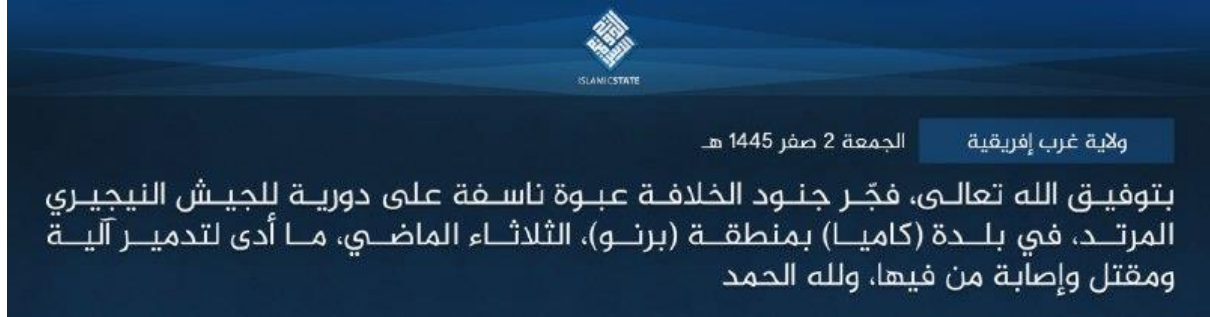 ISLAMICSTATE
ولاية غرب إفريقية الجمعة 2 صفر 1445 هـ
بتوفيق الله تعالى، فجّر جنود الخلافة عبوة ناسفة على دورية للجيش النيجيري
المرتد، في بلدة (كاميا) بمنطقة (برنو)، الثلاثاء الماضي، ما أدى لتدمير آلية
ومقتل وإصابة من فيها، ولله الحمد